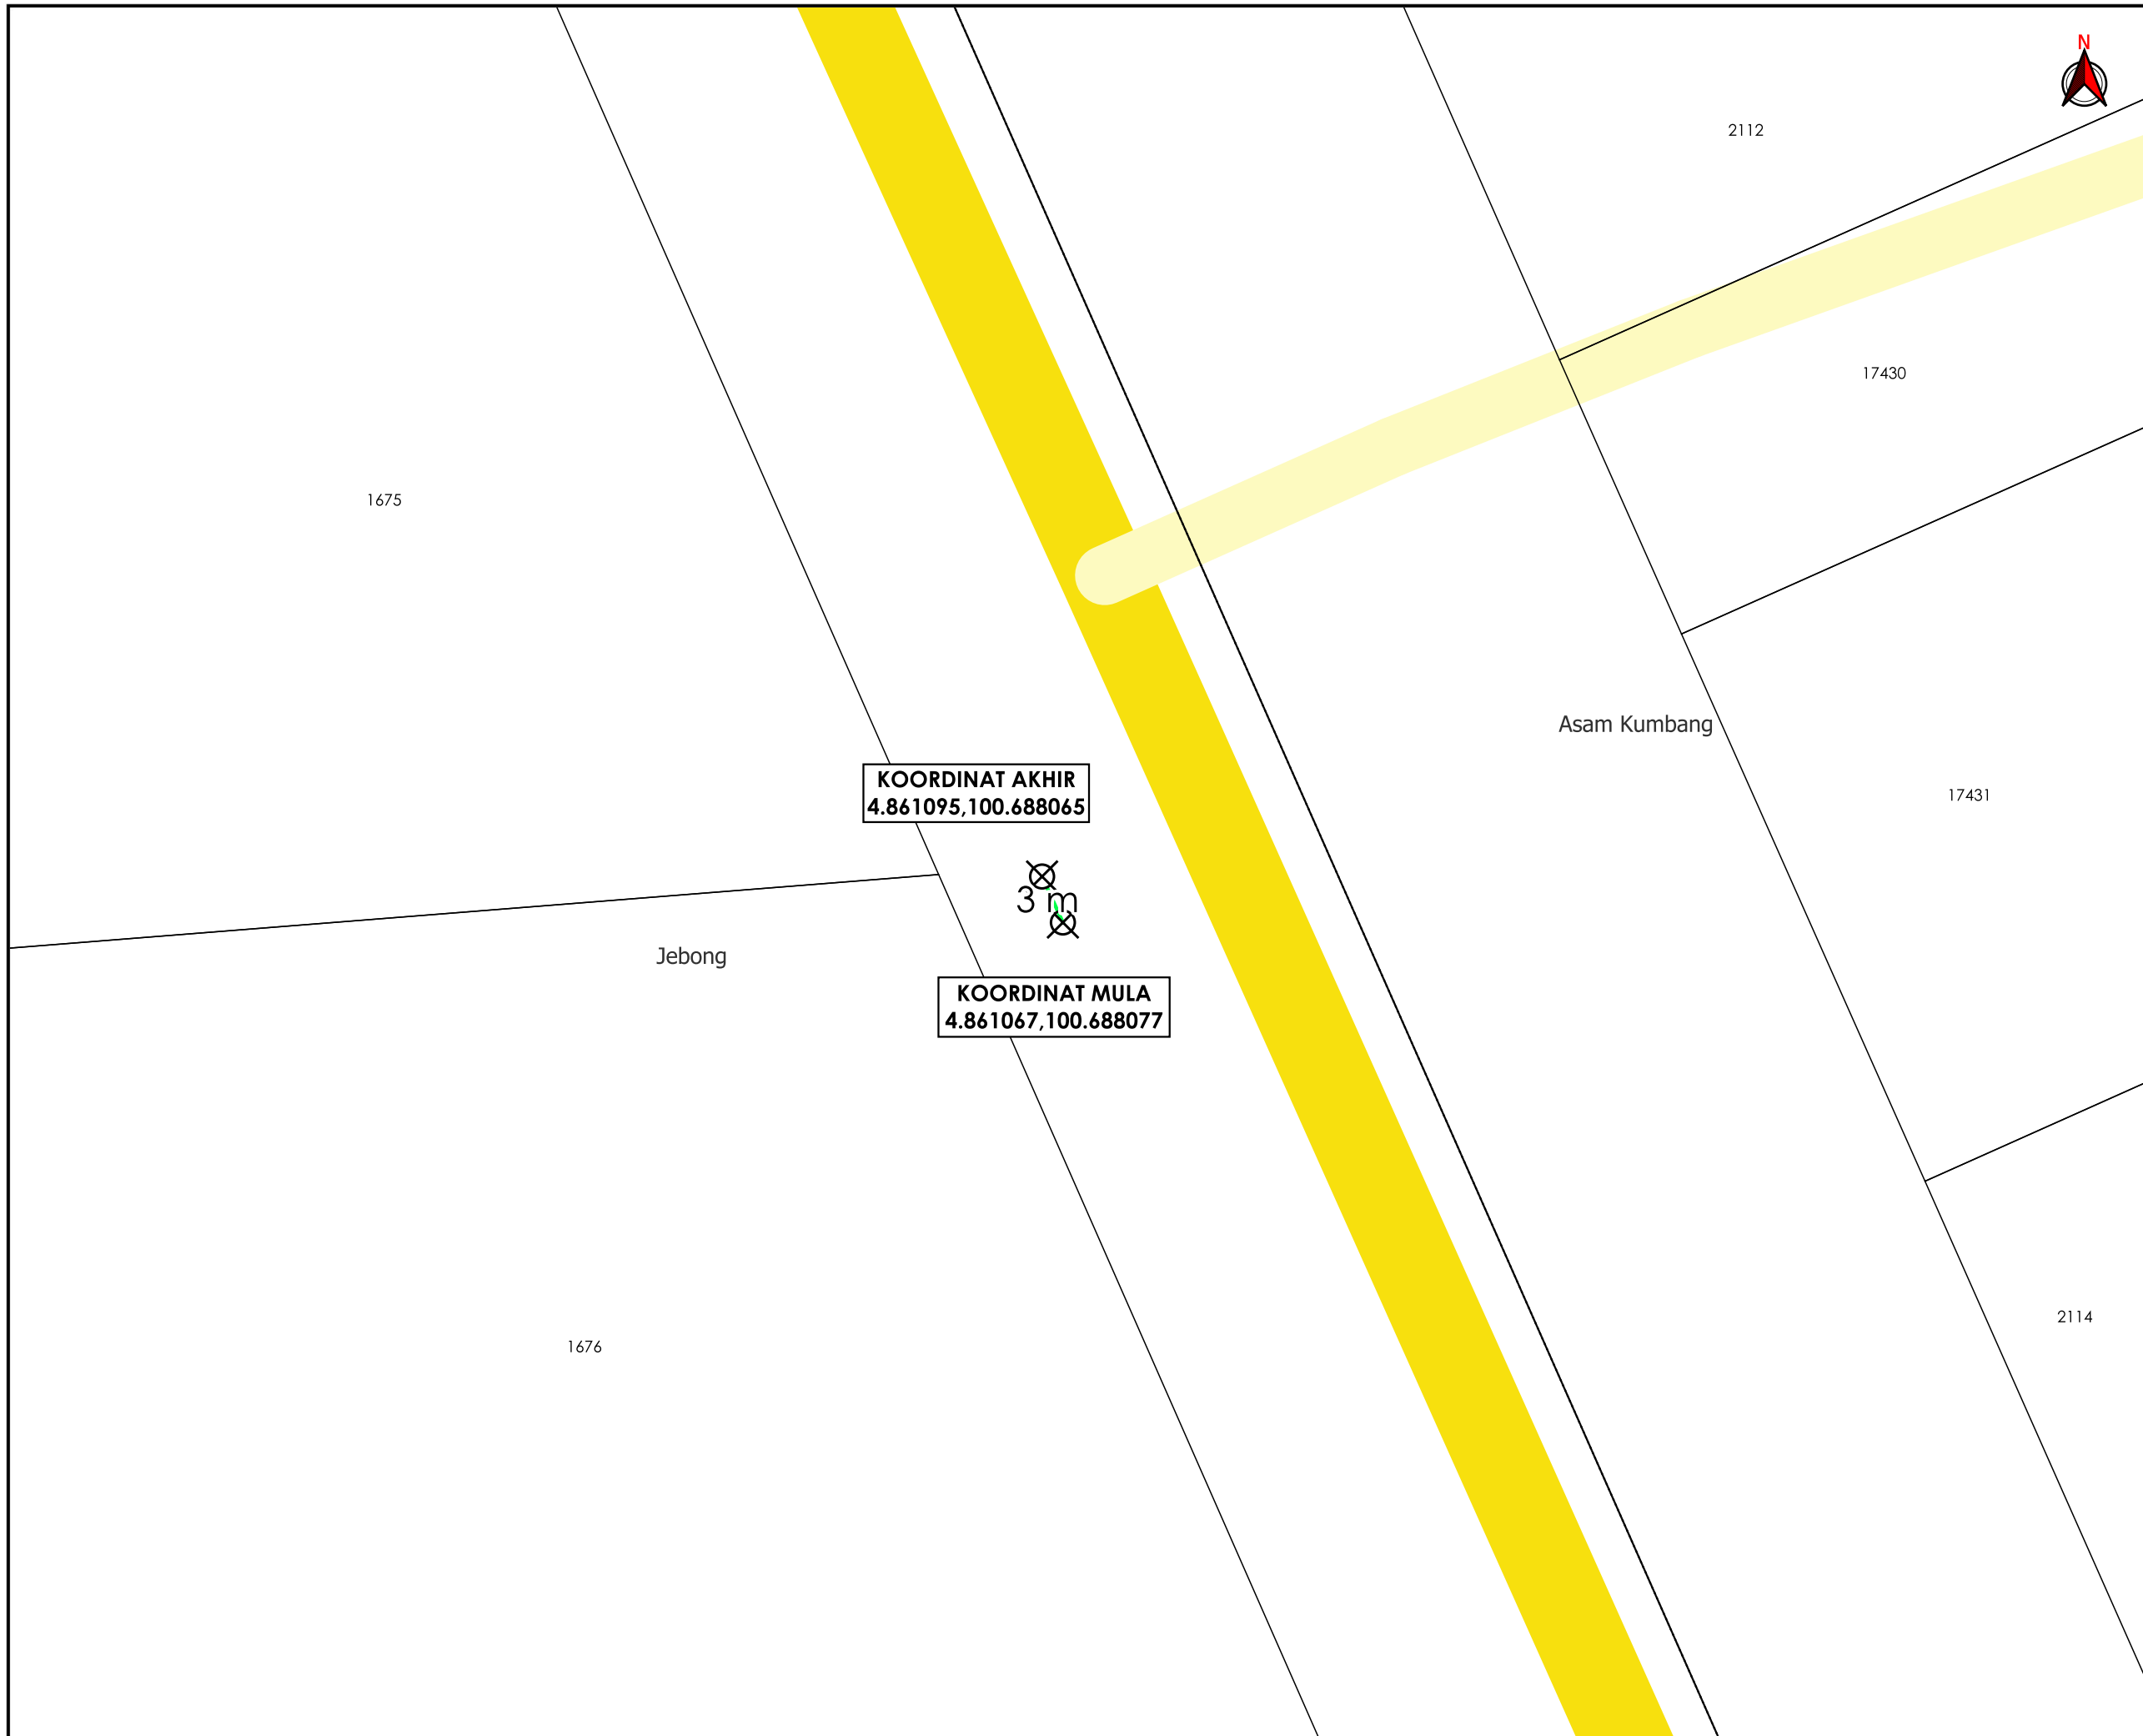 N
2112
17430
1675
Asam Kumbang
KOORDINAT AKHIR
4.861095,100.688065
17431
3 m
Jebong
KOORDINAT MULA
4.861067,100.688077
2114
1676